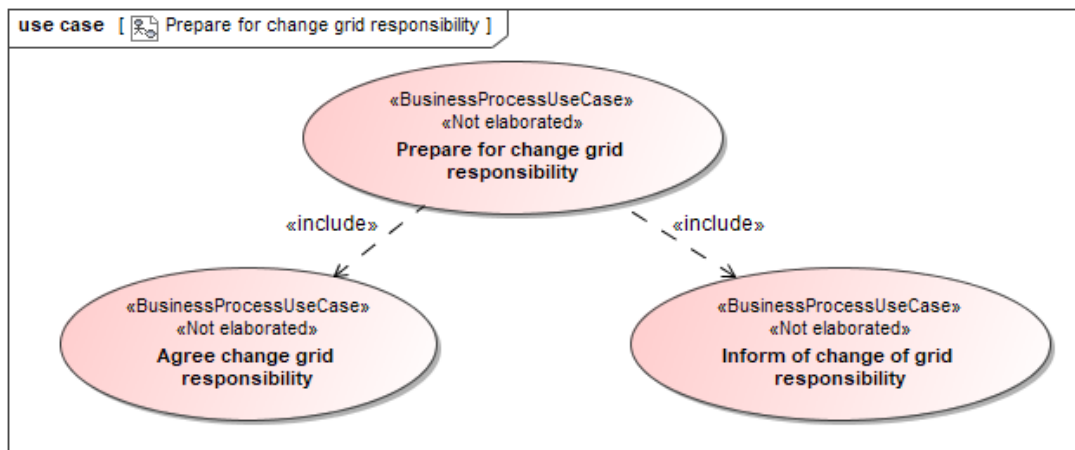 use case [ Prepare for change grid responsibility ]
«BusinessProcessUseCase»
«Not elaborated»
Prepare for change grid
responsibility
«include»
«include»
«BusinessProcessUseCase»
«Not elaborated»
Agree change grid
responsibility
«BusinessProcessUseCase»
«Not elaborated»
Inform of change of grid
responsibility